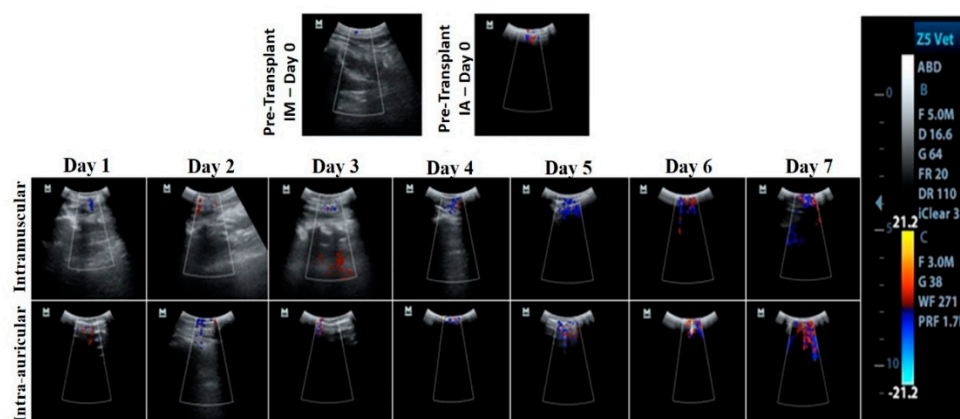 Pre-Transplant
IM – Day 0
Pre-Transplant
IA – Day 0
M
M
Day 1
Day 2
Day 3
Day 4
Day 5
Day 6
Day 7
Intramuscular
M
M
M
M
M
M
M
Intra-auricular
M
M
M
M
M
M
M
Z5 Vet
ABD
B
F 5.0M
D 16.6
G 64
FR 20
DR 110
iClear 3
C
F 3.0M
G 38
WF 271
PRF 1.7
0
5
10
21.2
-21.2